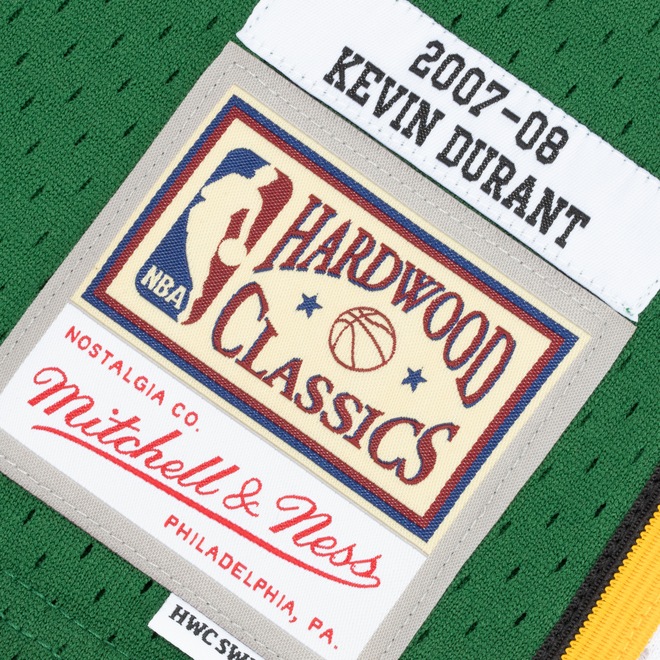 2007-08
KEVIN DURANT
NBA
HARDWOOD
CLASSICS
NOSTALGIA CO.
Mitchell & Ness
PHILADELPHIA, PA.
HWC